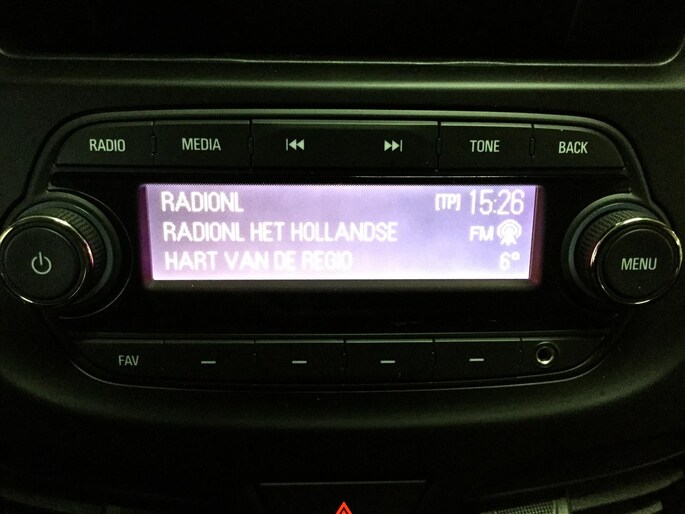 RADIO MEDIA TONE BACK
RADIONL [TP] 15:26
RADIONL HET HOLLANDSE FM
HART VAN DE REGIO 6°
MENU
FAV